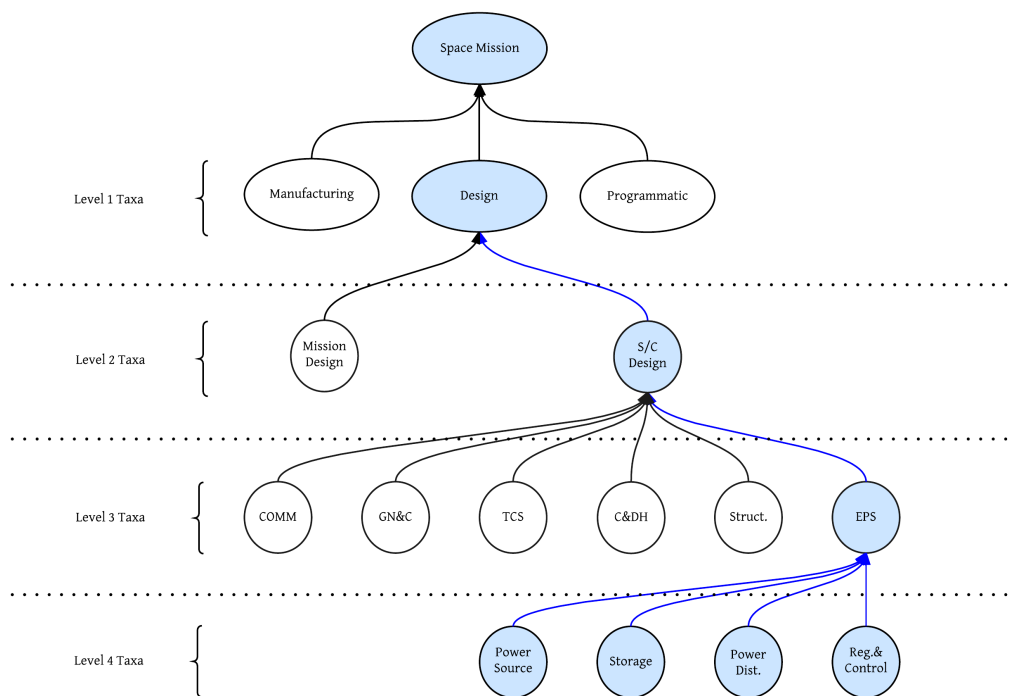 Space Mission
Level 1 Taxa
Manufacturing
Design
Programmatic
Level 2 Taxa
Mission
Design
S/C
Design
Level 3 Taxa
COMM
GN&C
TCS
C&DH
Struct.
EPS
Level 4 Taxa
Power
Source
Storage
Power
Dist.
Reg.&
Control